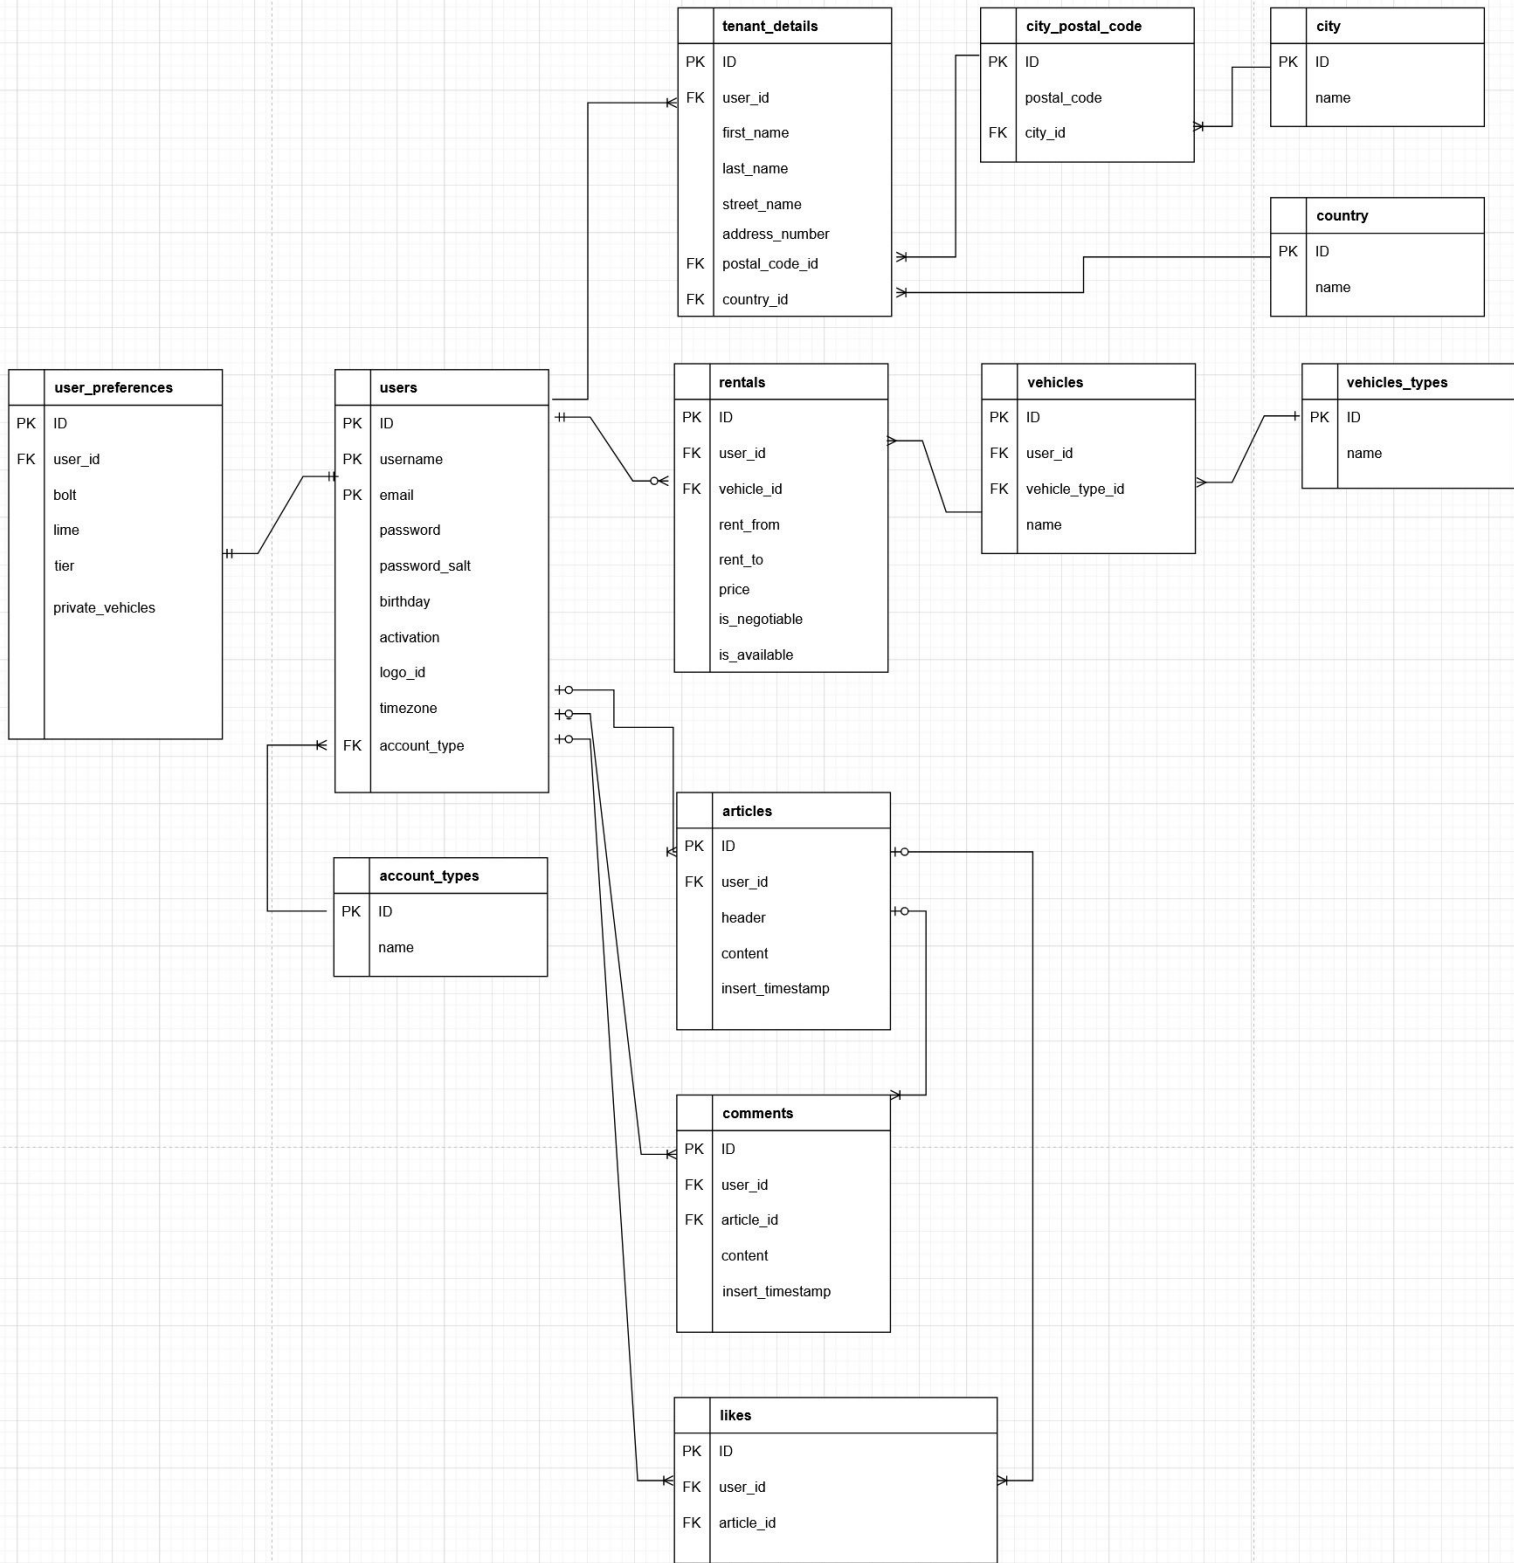 tenant_details
PK ID
FK user_id
first_name
last_name
street_name
address_number
FK postal_code_id
FK country_id
city_postal_code
PK ID
postal_code
FK city_id
city
PK ID
name
country
PK ID
name
user_preferences
PK ID
FK user_id
bolt
lime
tier
private_vehicles
users
PK ID
PK username
PK email
password
password_salt
birthday
activation
logo_id
timezone
FK account_type
rentals
PK ID
FK user_id
FK vehicle_id
rent_from
rent_to
price
is_negotiable
is_available
vehicles
PK ID
FK user_id
FK vehicle_type_id
name
vehicles_types
PK ID
name
account_types
PK ID
name
articles
PK ID
FK user_id
header
content
insert_timestamp
comments
PK ID
FK user_id
FK article_id
content
insert_timestamp
likes
PK ID
FK user_id
FK article_id